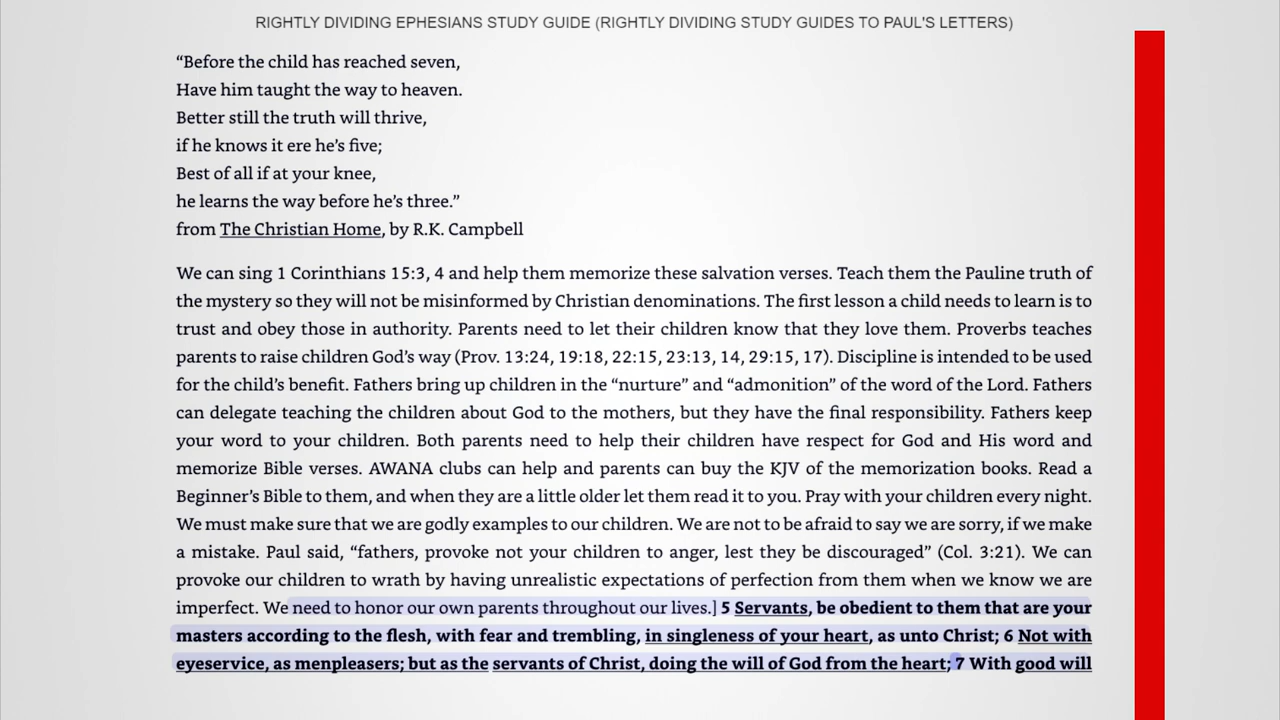 RIGHTLY DIVIDING EPHESIANS STUDY GUIDE (RIGHTLY DIVIDING STUDY GUIDES TO PAUL'S LETTERS)
“Before the child has reached seven,
Have him taught the way to heaven.
Better still the truth will thrive,
if he knows it ere he’s five;
Best of all if at your knee,
he learns the way before he’s three.”
from The Christian Home, by R.K. Campbell
We can sing 1 Corinthians 15:3, 4 and help them memorize these salvation verses. Teach them the Pauline truth of
the mystery so they will not be misinformed by Christian denominations. The first lesson a child needs to learn is to
trust and obey those in authority. Parents need to let their children know that they love them. Proverbs teaches
parents to raise children God’s way (Prov. 13:24, 19:18, 22:15, 23:13, 14, 29:15, 17). Discipline is intended to be used
for the child’s benefit. Fathers bring up children in the “nurture” and “admonition” of the word of the Lord. Fathers
can delegate teaching the children about God to the mothers, but they have the final responsibility. Fathers keep
your word to your children. Both parents need to help their children have respect for God and His word and
memorize Bible verses. AWANA clubs can help and parents can buy the KJV of the memorization books. Read a
Beginner’s Bible to them, and when they are a little older let them read it to you. Pray with your children every night.
We must make sure that we are godly examples to our children. We are not to be afraid to say we are sorry, if we make
a mistake. Paul said, “fathers, provoke not your children to anger, lest they be discouraged” (Col. 3:21). We can
provoke our children to wrath by having unrealistic expectations of perfection from them when we know we are
imperfect. We need to honor our own parents throughout our lives.] 5 Servants, be obedient to them that are your
masters according to the flesh, with fear and trembling, in singleness of your heart, as unto Christ; 6 Not with
eyeservice, as menpleasers; but as the servants of Christ, doing the will of God from the heart; 7 With good will